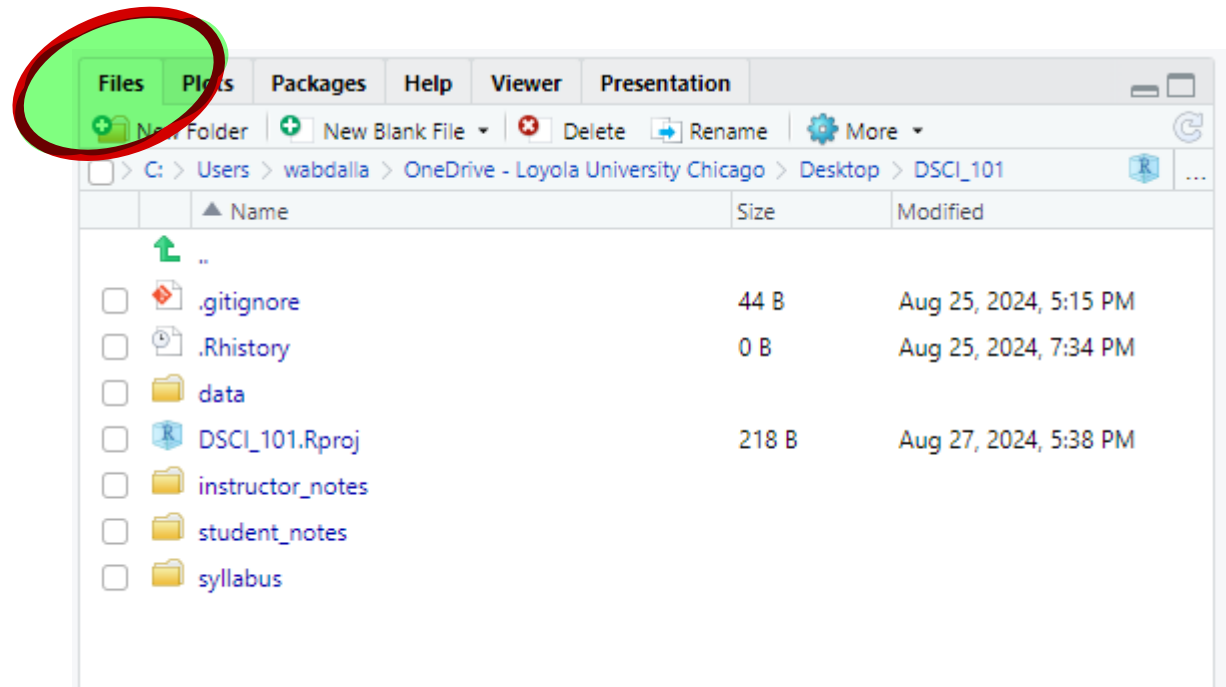 Files Plots Packages Help Viewer Presentation
New Folder New Blank File Delete Rename More
C: > Users > wabdalla > OneDrive - Loyola University Chicago > Desktop > DSCI_101 R ...
Name Size Modified
..
.gitignore 44 B Aug 25, 2024, 5:15 PM
.Rhistory 0 B Aug 25, 2024, 7:34 PM
data
R DSCI_101.Rproj 218 B Aug 27, 2024, 5:38 PM
instructor_notes
student_notes
syllabus